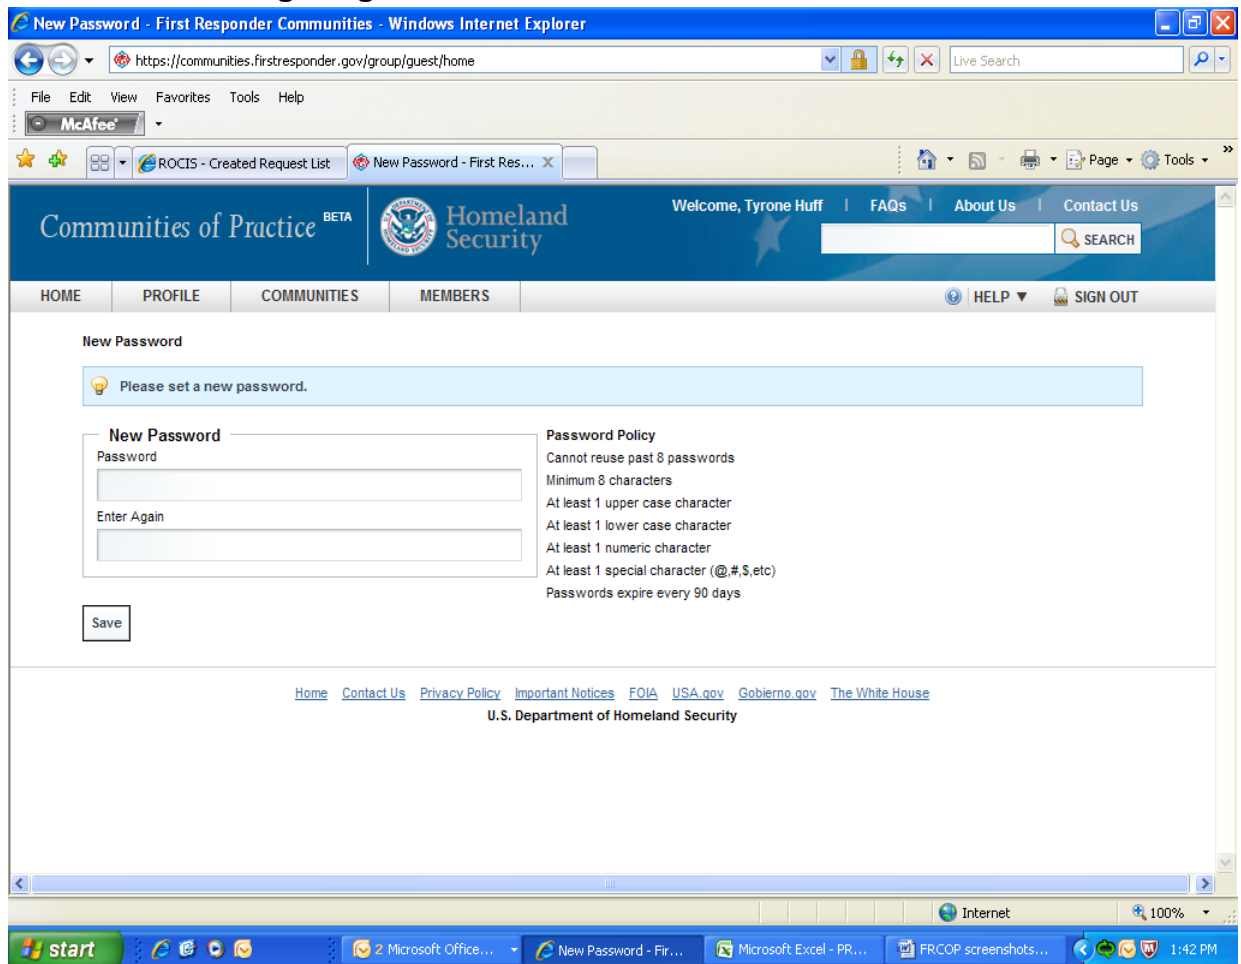 New Password - First Responder Communities - Windows Internet Explorer
https://communities.firstresponder.gov/group/guest/home
Live Search
File Edit View Favorites Tools Help
McAfee
ROCIS - Created Request List
New Password - First Res...
Page
Tools
»
Communities of Practice BETA
Homeland Security
Welcome, Tyrone Huff | FAQs | About Us | Contact Us
SEARCH
HOME PROFILE COMMUNITIES MEMBERS
HELP ▼ SIGN OUT
New Password
Please set a new password.
New Password
Password
Enter Again
Save
Password Policy
Cannot reuse past 8 passwords
Minimum 8 characters
At least 1 upper case character
At least 1 lower case character
At least 1 numeric character
At least 1 special character (@,#,$,etc)
Passwords expire every 90 days
Home Contact Us Privacy Policy Important Notices FOIA USA.gov Gobierno.gov The White House
U.S. Department of Homeland Security
Internet
100%
start
2 Microsoft Office...
New Password - Fir...
Microsoft Excel - PR...
FRCOP screenshots...
1:42 PM